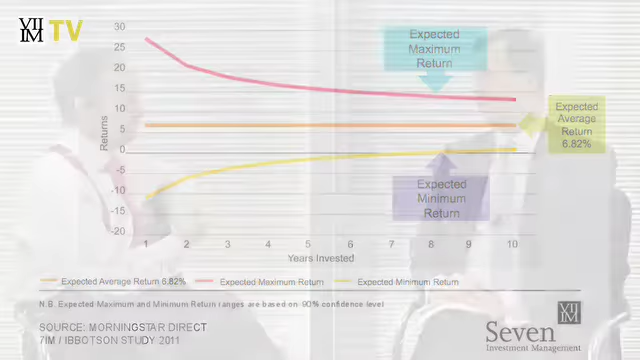 VII
IM TV
30
25
20
15
10
5
0
-5
-10
-15
-20
Returns
Expected
Maximum
Return
Expected
Average
Return
6.82%
Expected
Minimum
Return
1 2 3 4 5 6 7 8 9 10
Years Invested
Expected Average Return 6.82% Expected Maximum Return Expected Minimum Return
N.B. Expected Maximum and Minimum Return ranges are based on 90% confidence level
SOURCE: MORNINGSTAR DIRECT
7IM / IBBOTSON STUDY 2011
VII
IM
Seven
Investment Management